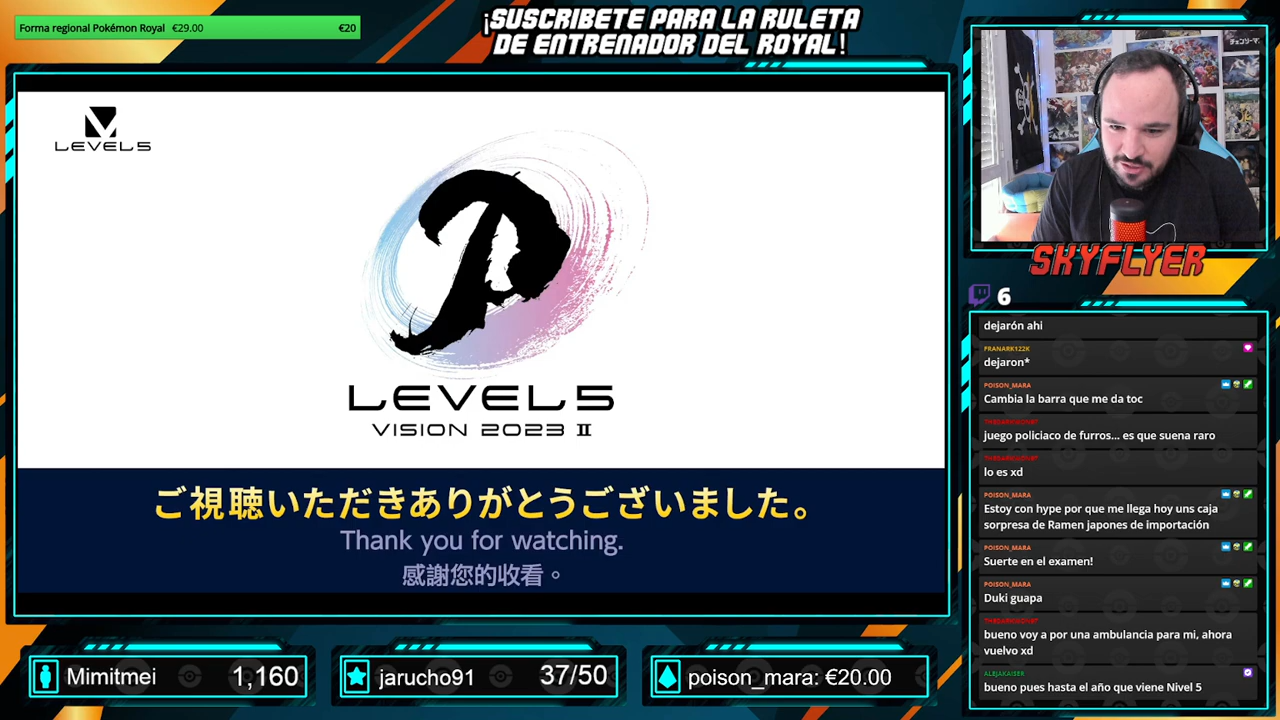 Forma regional Pokémon Royal €29.00 €20
¡SUSCRIBETE PARA LA RULETA
DE ENTRENADOR DEL ROYAL!
LEVEL5
LEVEL5
VISION 2023 II
ご視聴いただきありがとうございました。
Thank you for watching.
感謝您的收看。
SKYFLYER
6
dejarón ahi
FRANARK122K
dejaron*
POISON_MARA
Cambia la barra que me da toc
juego policiaco de furros... es que suena raro
lo es xd
POISON_MARA
Estoy con hype por que me llega hoy uns caja
sorpresa de Ramen japones de importación
POISON_MARA
Suerte en el examen!
POISON_MARA
Duki guapa
bueno voy a por una ambulancia para mi, ahora
vuelvo xd
ALEJAKAISER
bueno pues hasta el año que viene Nivel 5
Mimitmei 1,160
jarucho91 37/50
poison_mara: €20.00